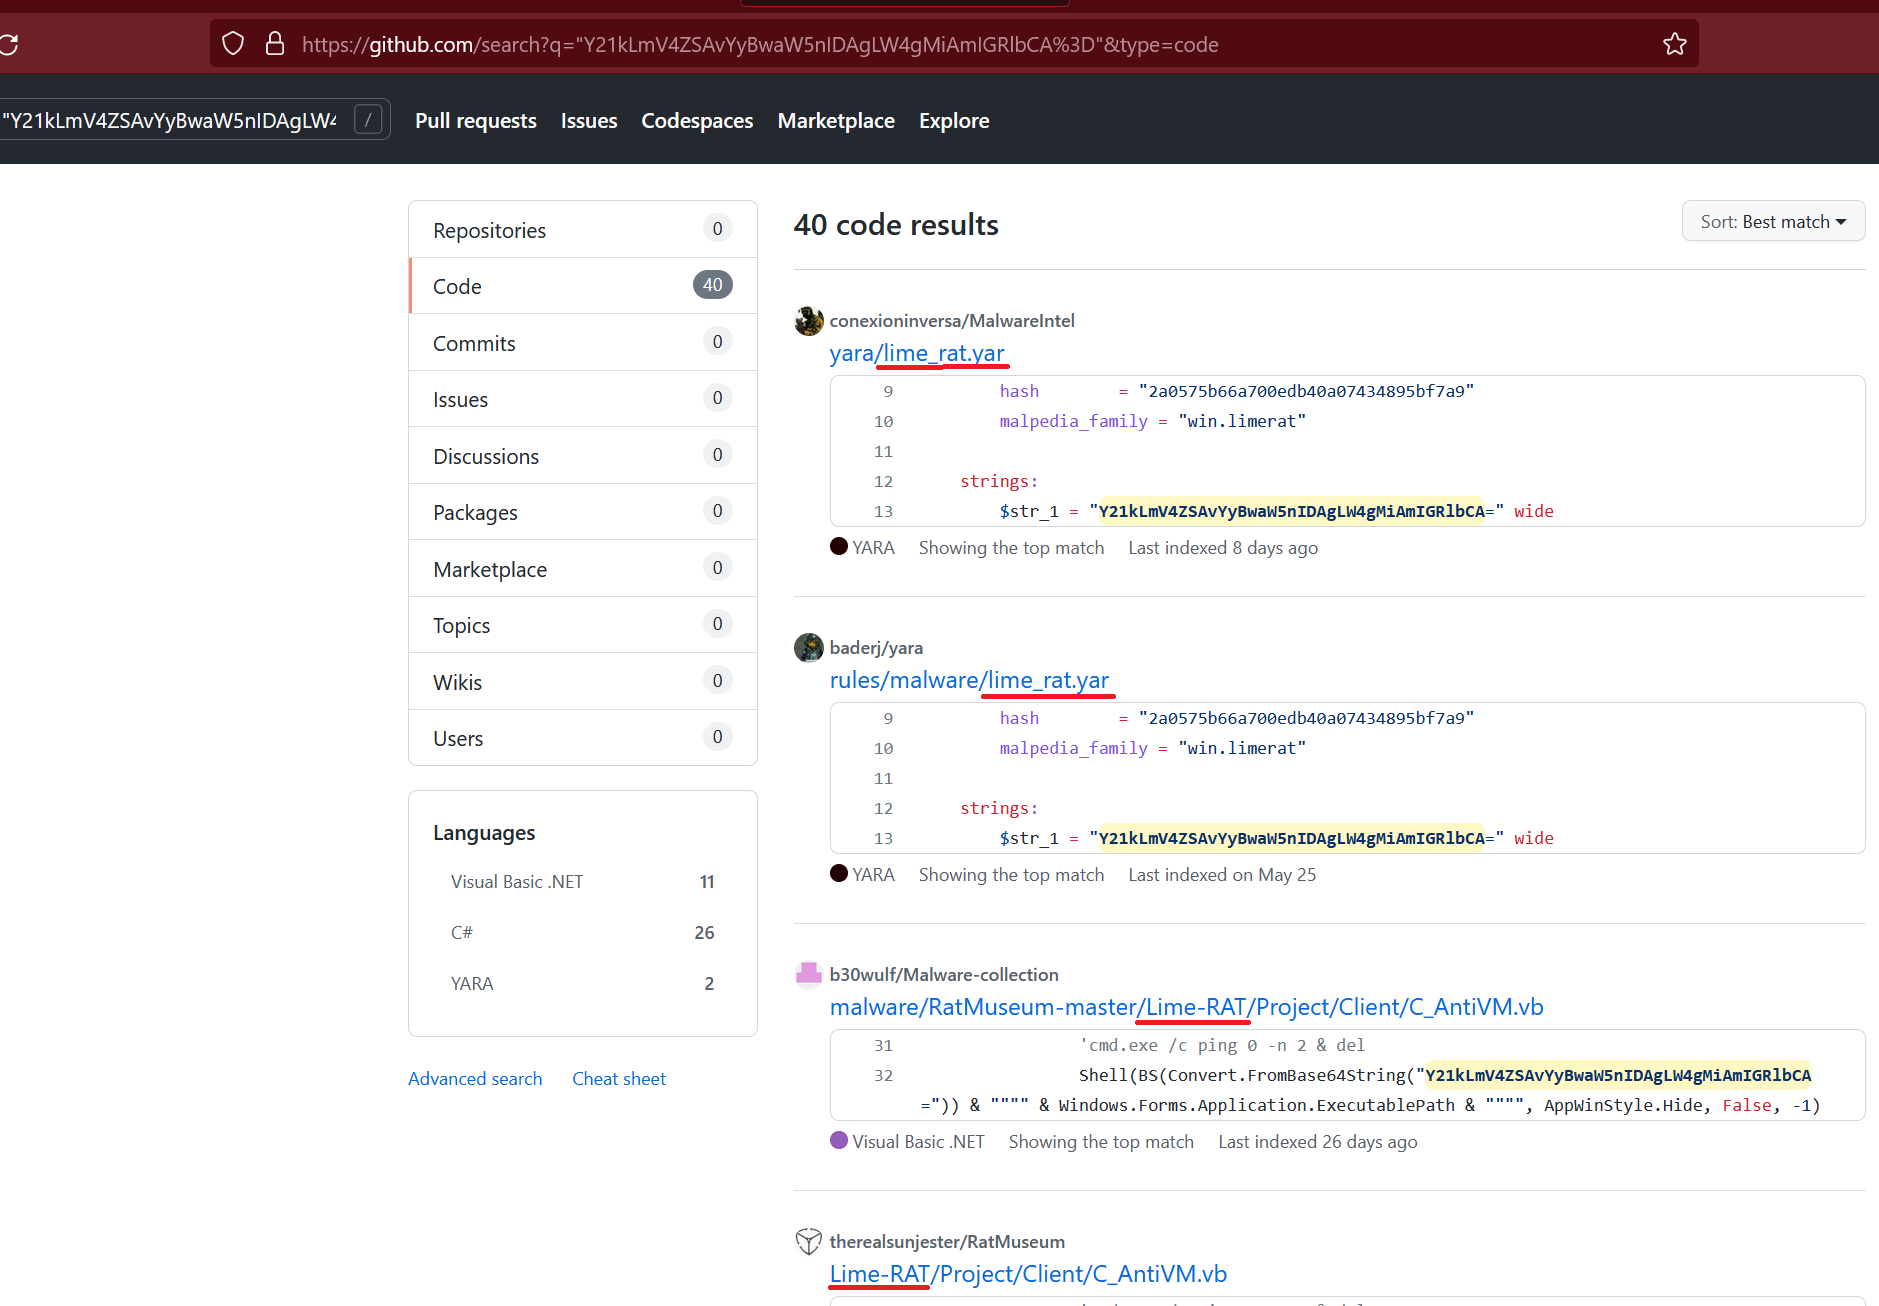 https://github.com/search?q="Y21kLmV4ZSAvYyBwaW5nIDAgLW4gMiAmIGRlbCA%3D"&type=code
"Y21kLmV4ZSAvYyBwaW5nIDAgLW4 / Pull requests Issues Codespaces Marketplace Explore
Repositories 0
Code 40
Commits 0
Issues 0
Discussions 0
Packages 0
Marketplace 0
Topics 0
Wikis 0
Users 0
Languages
Visual Basic .NET 11
C# 26
YARA 2
Advanced search Cheat sheet
40 code results
Sort: Best match
conexioninversa/MalwareIntel
yara/lime_rat.yar
9 hash = "2a0575b66a700edb40a07434895bf7a9"
10 malpedia_family = "win.limerat"
11
12 strings:
13 $str_1 = "Y21kLmV4ZSAvYyBwaW5nIDAgLW4gMiAmIGRlbCA=" wide
YARA Showing the top match Last indexed 8 days ago
baderj/yara
rules/malware/lime_rat.yar
9 hash = "2a0575b66a700edb40a07434895bf7a9"
10 malpedia_family = "win.limerat"
11
12 strings:
13 $str_1 = "Y21kLmV4ZSAvYyBwaW5nIDAgLW4gMiAmIGRlbCA=" wide
YARA Showing the top match Last indexed on May 25
b30wulf/Malware-collection
malware/RatMuseum-master/Lime-RAT/Project/Client/C_AntiVM.vb
31 'cmd.exe /c ping 0 -n 2 & del
32 Shell(BS(Convert.FromBase64String("Y21kLmV4ZSAvYyBwaW5nIDAgLW4gMiAmIGRlbCA
=")) & """" & Windows.Forms.Application.ExecutablePath & """", AppWinStyle.Hide, False, -1)
Visual Basic .NET Showing the top match Last indexed 26 days ago
therealsunjester/RatMuseum
Lime-RAT/Project/Client/C_AntiVM.vb